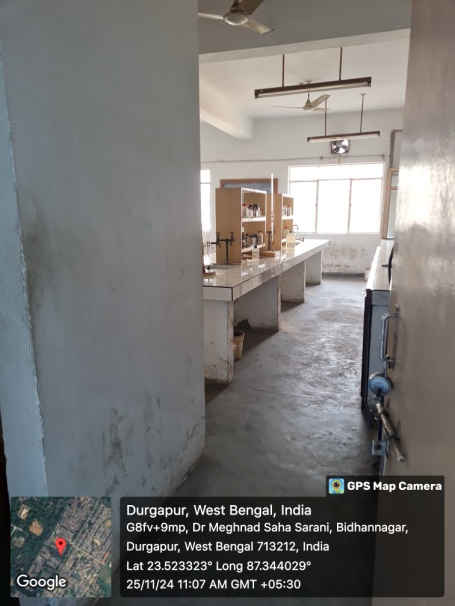 GPS Map Camera
Durgapur, West Bengal, India
G8fv+9mp, Dr Meghnad Saha Sarani, Bidhannagar,
Durgapur, West Bengal 713212, India
Lat 23.523323° Long 87.344029°
25/11/24 11:07 AM GMT +05:30
Google